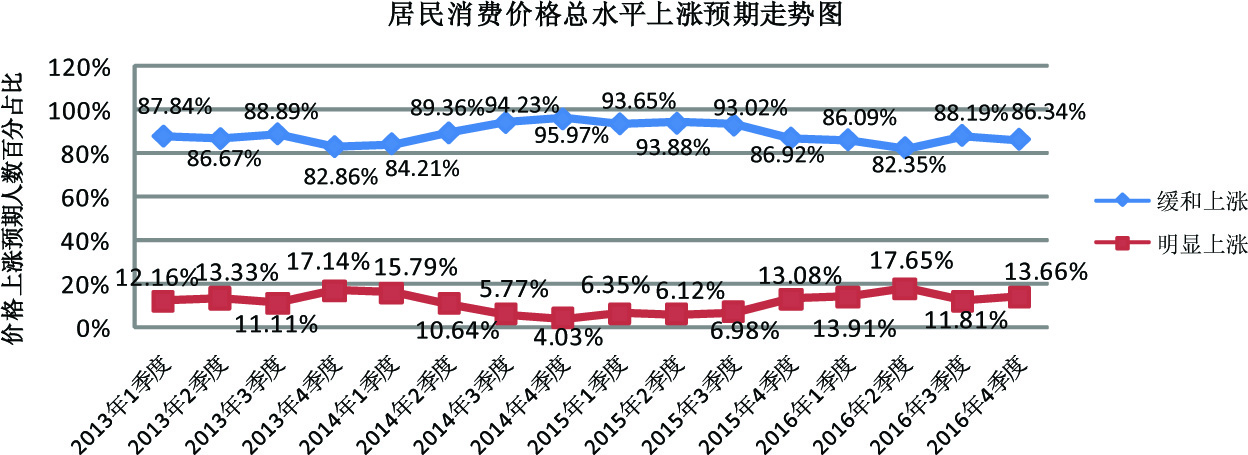 居民消费价格总水平上涨预期走势图
价格上涨预期人数百分占比
120%
100%
80%
60%
40%
20%
0%
87.84%
86.67%
88.89%
82.86%
84.21%
89.36%
94.23%
95.97%
93.65%
93.88%
93.02%
86.92%
86.09%
82.35%
88.19%
86.34%
12.16%
13.33%
11.11%
17.14%
15.79%
10.64%
5.77%
4.03%
6.35%
6.12%
6.98%
13.08%
13.91%
17.65%
11.81%
13.66%
缓和上涨
明显上涨
2013年1季度
2013年2季度
2013年3季度
2013年4季度
2014年1季度
2014年2季度
2014年3季度
2014年4季度
2015年1季度
2015年2季度
2015年3季度
2015年4季度
2016年1季度
2016年2季度
2016年3季度
2016年4季度